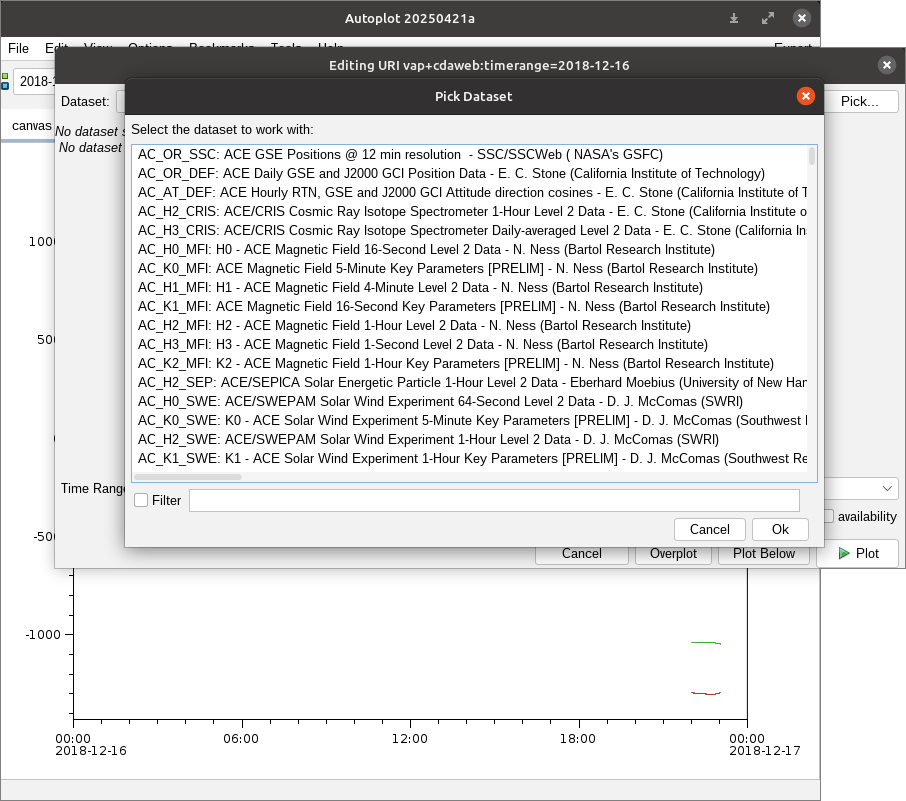 Autoplot 20250421a
File Edit View Options Bookmarks Tools Help Expert
Editing URI vap+cdaweb:timerange=2018-12-16
2018-1
Pick Dataset
Dataset:
Pick...
canvas
No dataset s
No dataset
Select the dataset to work with:
AC_OR_SSC: ACE GSE Positions @ 12 min resolution  - SSC/SSCWeb ( NASA's GSFC)
AC_OR_DEF: ACE Daily GSE and J2000 GCI Position Data - E. C. Stone (California Institute of Technology)
AC_AT_DEF: ACE Hourly RTN, GSE and J2000 GCI Attitude direction cosines - E. C. Stone (California Institute of T
AC_H2_CRIS: ACE/CRIS Cosmic Ray Isotope Spectrometer 1-Hour Level 2 Data - E. C. Stone (California Institute o
AC_H3_CRIS: ACE/CRIS Cosmic Ray Isotope Spectrometer Daily-averaged Level 2 Data - E. C. Stone (California Ins
AC_H0_MFI: H0 - ACE Magnetic Field 16-Second Level 2 Data - N. Ness (Bartol Research Institute)
AC_K0_MFI: ACE Magnetic Field 5-Minute Key Parameters [PRELIM] - N. Ness (Bartol Research Institute)
AC_H1_MFI: H1 - ACE Magnetic Field 4-Minute Level 2 Data - N. Ness (Bartol Research Institute)
AC_K1_MFI: ACE Magnetic Field 16-Second Key Parameters [PRELIM] - N. Ness (Bartol Research Institute)
AC_H2_MFI: H2 - ACE Magnetic Field 1-Hour Level 2 Data - N. Ness (Bartol Research Institute)
AC_H3_MFI: H3 - ACE Magnetic Field 1-Second Level 2 Data - N. Ness (Bartol Research Institute)
AC_K2_MFI: K2 - ACE Magnetic Field 1-Hour Key Parameters [PRELIM] - N. Ness (Bartol Research Institute)
AC_H2_SEP: ACE/SEPICA Solar Energetic Particle 1-Hour Level 2 Data - Eberhard Moebius (University of New Ham
AC_H0_SWE: ACE/SWEPAM Solar Wind Experiment 64-Second Level 2 Data - D. J. McComas (SWRI)
AC_K0_SWE: K0 - ACE Solar Wind Experiment 5-Minute Key Parameters [PRELIM] - D. J. McComas (Southwest
AC_H2_SWE: ACE/SWEPAM Solar Wind Experiment 1-Hour Level 2 Data - D. J. McComas (SWRI)
AC_K1_SWE: K1 - ACE Solar Wind Experiment 1-Hour Key Parameters [PRELIM] - D. J. McComas (Southwest Re
1000
500
-500
-1000
Time Range
Filter
availability
Cancel Ok
Cancel Overplot Plot Below Plot
00:00 06:00 12:00 18:00 00:00
2018-12-16 2018-12-17